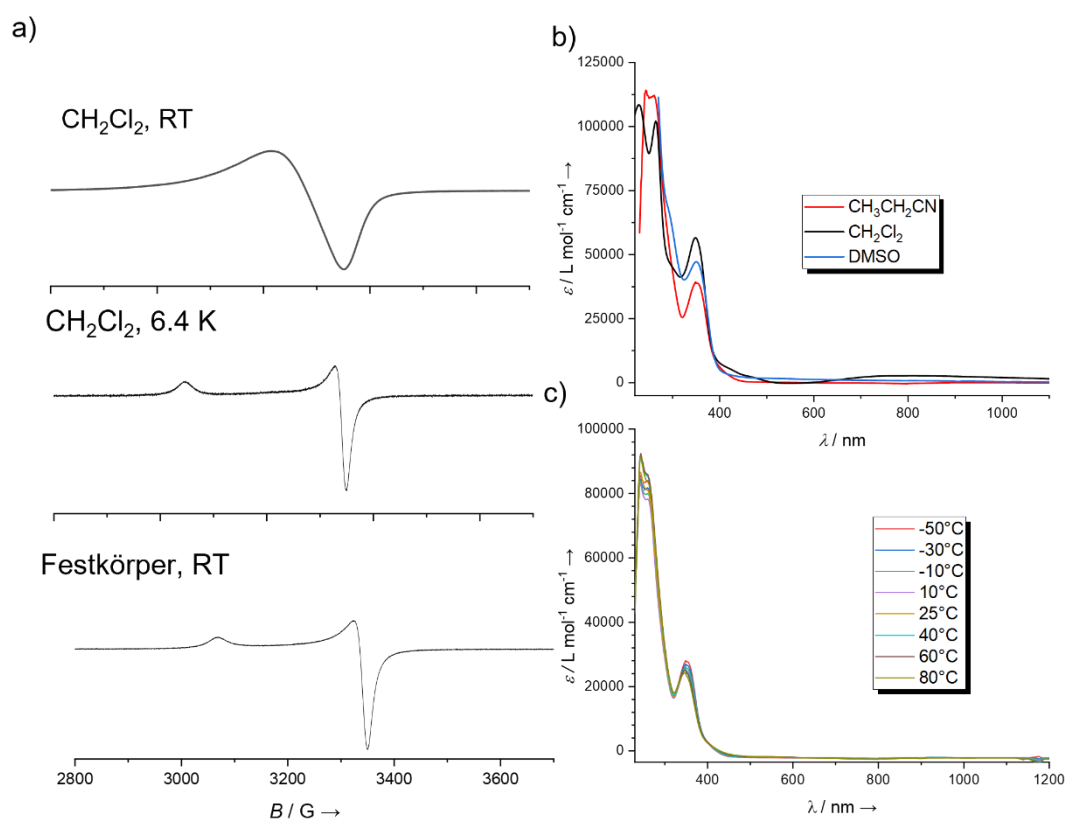 a)
CH₂Cl₂, RT
CH₂Cl₂, 6.4 K
Festkörper, RT
2800 3000 3200 3400 3600
B / G →
b)
125000
100000
75000
50000
25000
0
ε / L mol⁻¹ cm⁻¹ →
CH₃CH₂CN
CH₂Cl₂
DMSO
400 600 800 1000
λ / nm
c)
100000
80000
60000
40000
20000
0
ε / L mol⁻¹ cm⁻¹ →
-50°C
-30°C
-10°C
10°C
25°C
40°C
60°C
80°C
400 600 800 1000 1200
λ / nm →